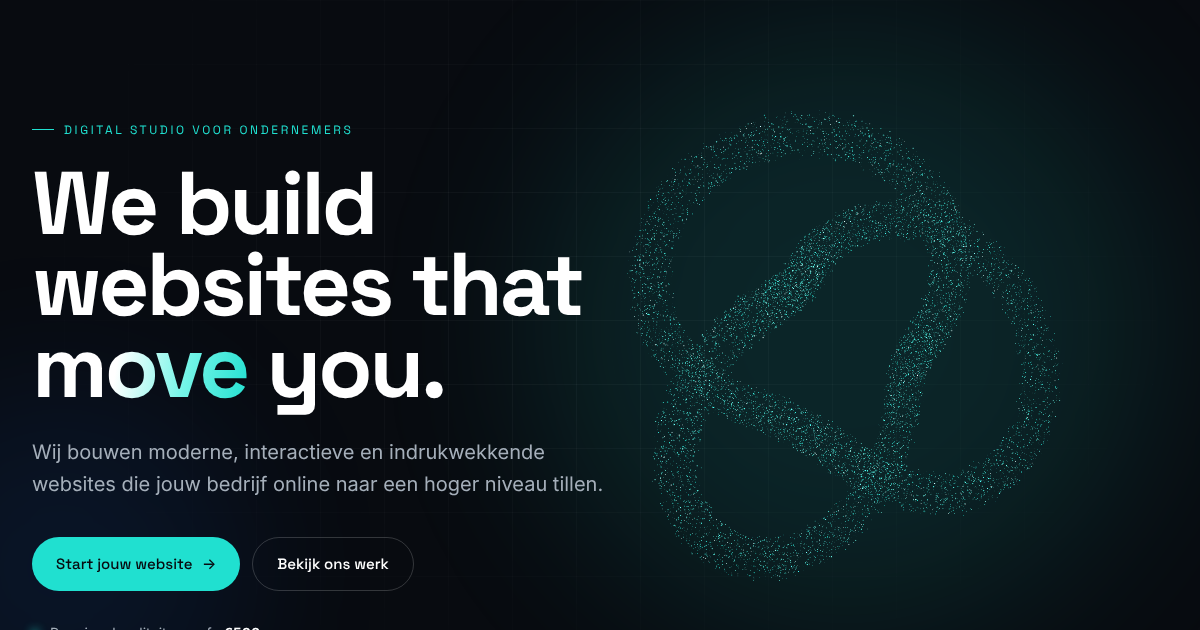 DIGITAL STUDIO VOOR ONDERNEMERS
We build
websites that
move you.
Wij bouwen moderne, interactieve en indrukwekkende
websites die jouw bedrijf online naar een hoger niveau tillen.
Start jouw website →
Bekijk ons werk